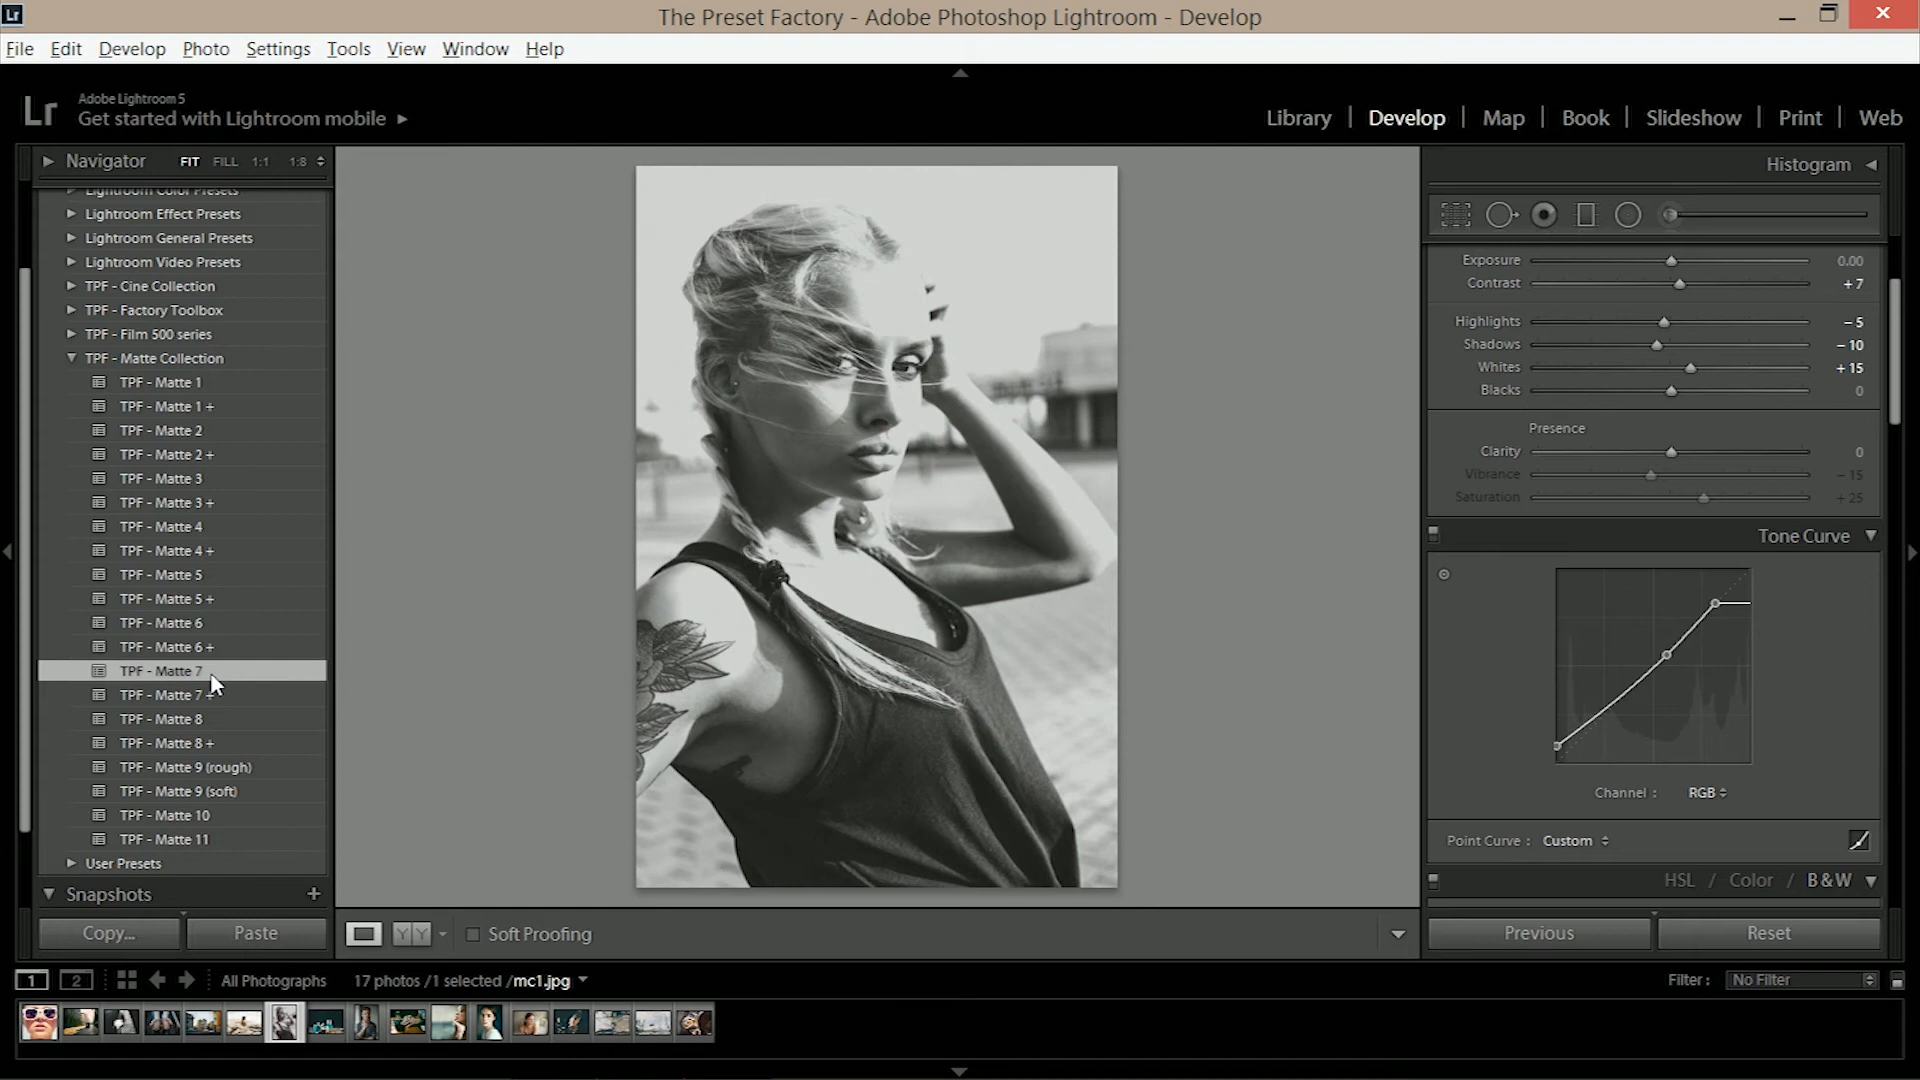 Lr
The Preset Factory - Adobe Photoshop Lightroom - Develop
File Edit Develop Photo Settings Tools View Window Help
Lr
Adobe Lightroom 5
Get started with Lightroom mobile
Library | Develop | Map | Book | Slideshow | Print | Web
Navigator FIT FILL 1:1 1:8
Histogram
Lightroom Color Presets
Lightroom Effect Presets
Lightroom General Presets
Lightroom Video Presets
TPF - Cine Collection
TPF - Factory Toolbox
TPF - Film 500 series
TPF - Matte Collection
TPF - Matte 1
TPF - Matte 1 +
TPF - Matte 2
TPF - Matte 2 +
TPF - Matte 3
TPF - Matte 3 +
TPF - Matte 4
TPF - Matte 4 +
TPF - Matte 5
TPF - Matte 5 +
TPF - Matte 6
TPF - Matte 6 +
TPF - Matte 7
TPF - Matte 7 +
TPF - Matte 8
TPF - Matte 8 +
TPF - Matte 9 (rough)
TPF - Matte 9 (soft)
TPF - Matte 10
TPF - Matte 11
User Presets
Snapshots +
Copy... Paste
Exposure 0.00
Contrast + 7
Highlights - 5
Shadows - 10
Whites + 15
Blacks 0
Presence
Clarity 0
Vibrance - 15
Saturation + 25
Tone Curve
Channel : RGB
Point Curve : Custom
HSL / Color / B & W
Previous Reset
Y Y Soft Proofing
1 2 All Photographs 17 photos /1 selected /mc1.jpg
Filter : No Filter